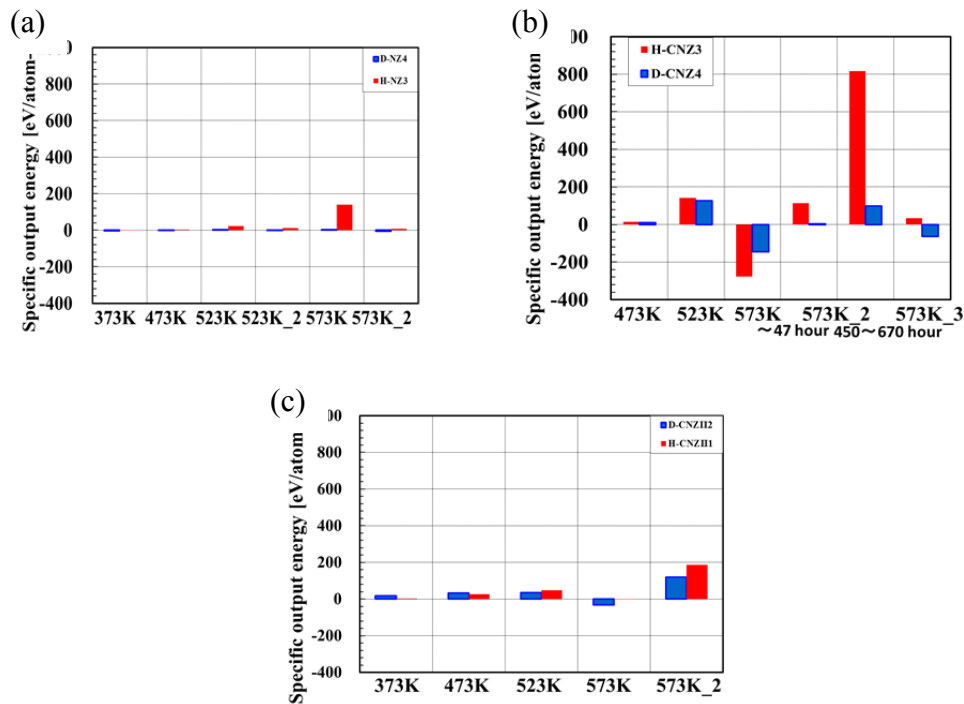 (a)
Specific output energy [eV/atom-
800
600
400
200
0
-200
-400
D-NZ4
H-NZ3
373K 473K 523K 523K_2 573K 573K_2
(b)
Specific output energy [eV/aton
00
800
600
400
200
0
-200
-400
H-CNZ3
D-CNZ4
473K 523K 573K 573K_2 573K_3
～47 hour 450～670 hour
(c)
Specific output energy [eV/atom
00
800
600
400
200
0
-200
-400
D-CNZII2
H-CNZII1
373K 473K 523K 573K 573K_2